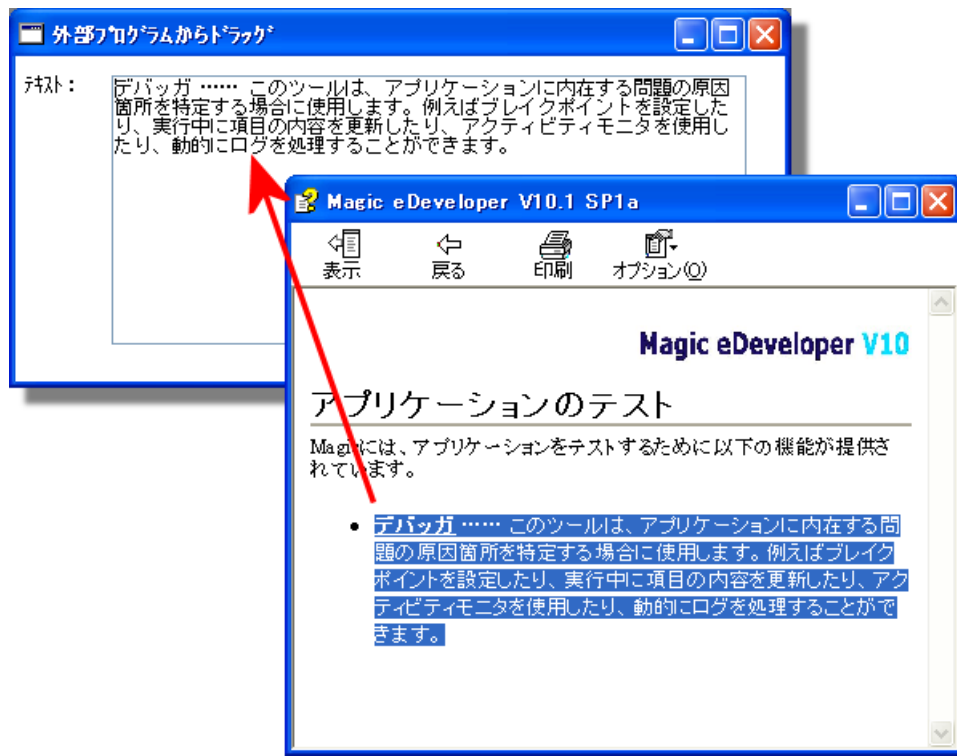 外部ﾌﾟﾛｸﾞﾗﾑからﾄﾞﾗｯｸﾞ
ﾃｷｽﾄ：
デバッガ …… このツールは、アプリケーションに内在する問題の原因
箇所を特定する場合に使用します。例えばブレイクポイントを設定した
り、実行中に項目の内容を更新したり、アクティビティモニタを使用し
たり、動的にログを処理することができます。
Magic eDeveloper V10.1 SP1a
表示
戻る
印刷
オプション(O)
Magic eDeveloper V10
アプリケーションのテスト
Magicには、アプリケーションをテストするために以下の機能が提供さ
れています。
• デバッガ …… このツールは、アプリケーションに内在する問
題の原因箇所を特定する場合に使用します。例えばブレイク
ポイントを設定したり、実行中に項目の内容を更新したり、アク
ティビティモニタを使用したり、動的にログを処理することがで
きます。